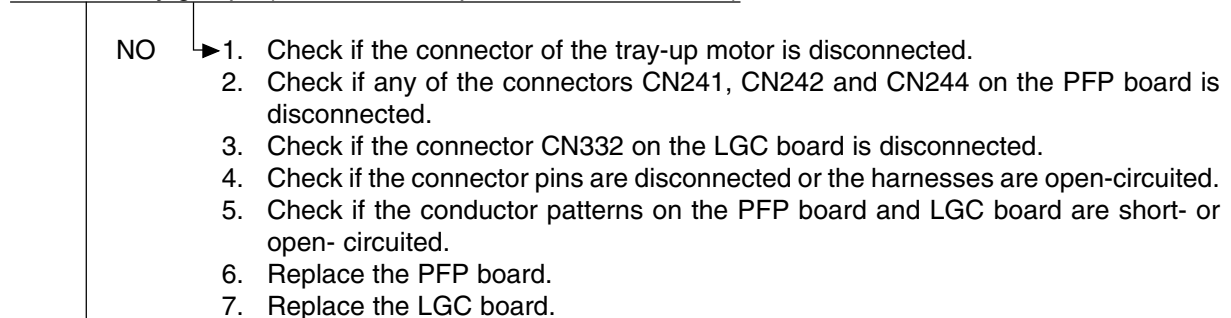 NO 1. Check if the connector of the tray-up motor is disconnected.
2. Check if any of the connectors CN241, CN242 and CN244 on the PFP board is
disconnected.
3. Check if the connector CN332 on the LGC board is disconnected.
4. Check if the connector pins are disconnected or the harnesses are open-circuited.
5. Check if the conductor patterns on the PFP board and LGC board are short- or
open- circuited.
6. Replace the PFP board.
7. Replace the LGC board.